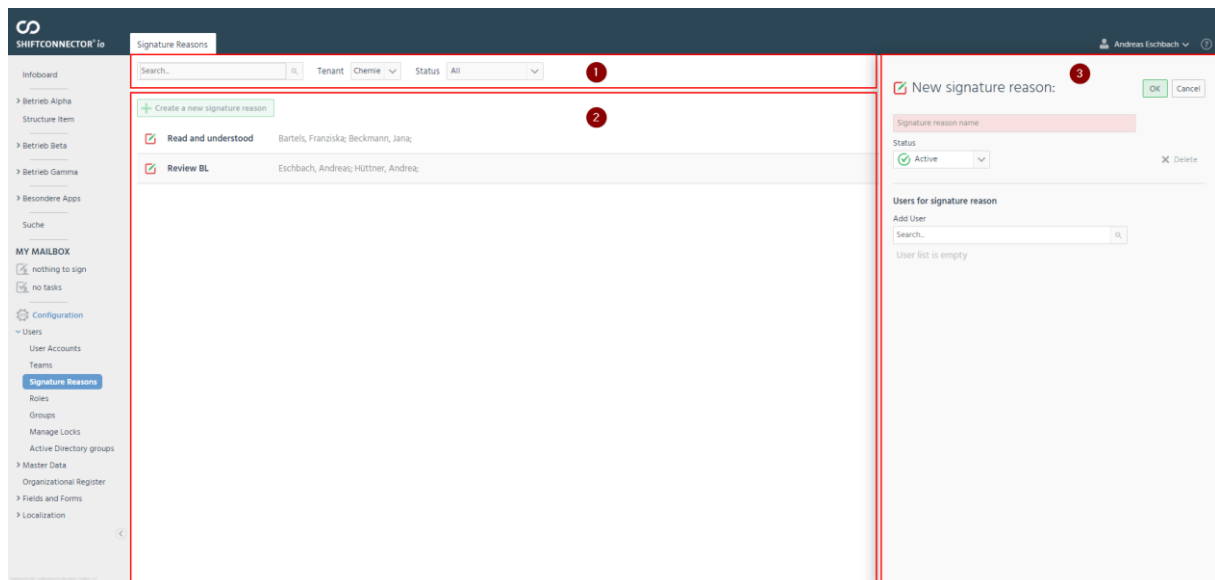 SHIFTCONNECTOR® io
Signature Reasons
Andreas Eschbach
?
Infoboard
> Betrieb Alpha
Structure Item
> Betrieb Beta
> Betrieb Gamma
> Besondere Apps
Suche
MY MAILBOX
nothing to sign
no tasks
Configuration
Users
User Accounts
Teams
Signature Reasons
Roles
Groups
Manage Locks
Active Directory groups
> Master Data
Organizational Register
> Fields and Forms
> Localization
Search.. Tenant Chemie Status All 1
Create a new signature reason 2
Read and understood Bartels, Franziska; Beckmann, Jana;
Review BL Eschbach, Andreas; Hüttner, Andrea;
3
New signature reason: OK Cancel
Signature reason name
Status
Active Delete
Users for signature reason
Add User
Search..
User list is empty